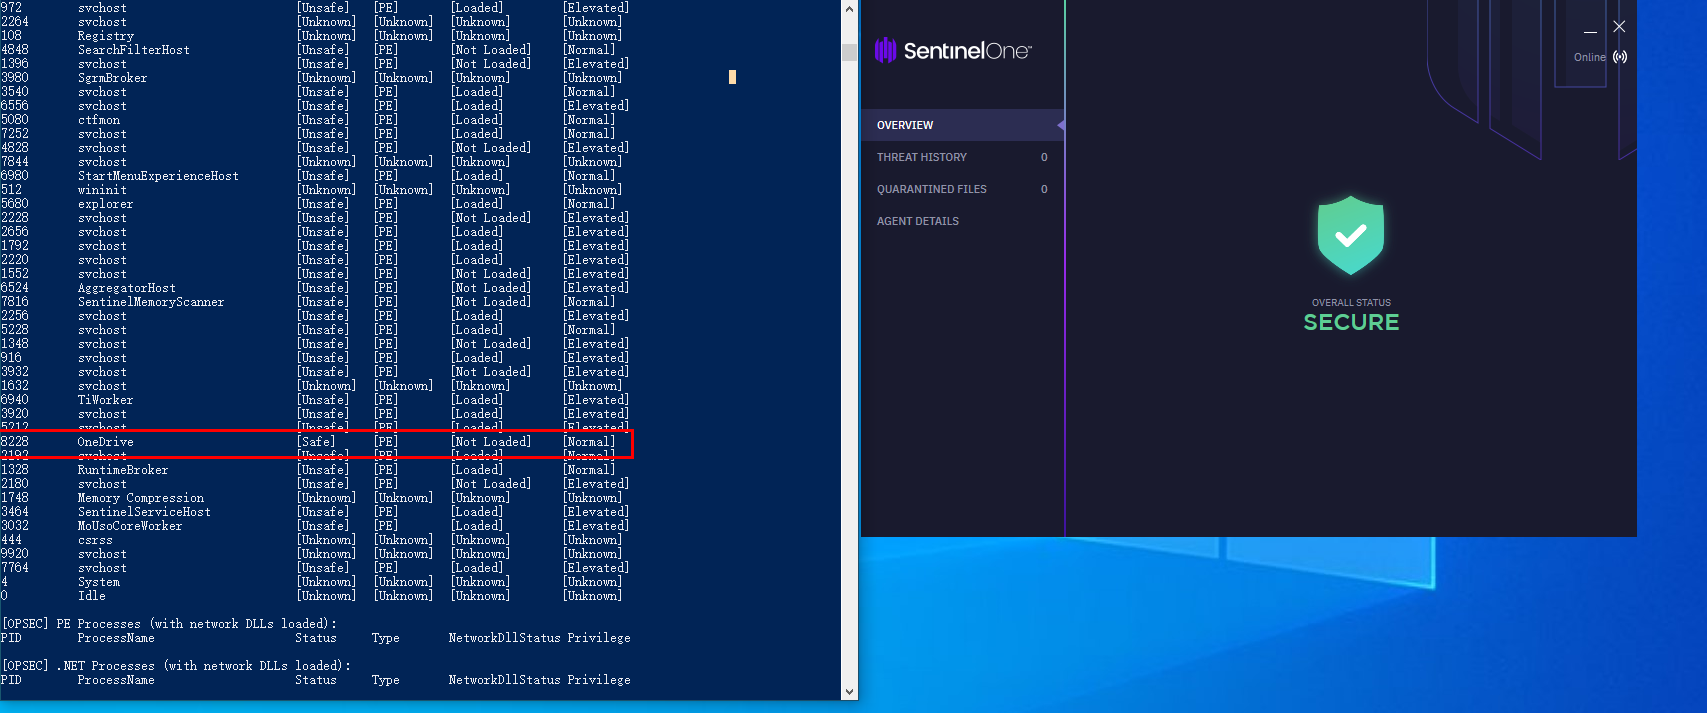 972 svchost [Unsafe] [PE] [Loaded] [Elevated]
2264 svchost [Unknown] [Unknown] [Unknown] [Unknown]
108 Registry [Unknown] [Unknown] [Unknown] [Unknown]
4848 SearchFilterHost [Unsafe] [PE] [Not Loaded] [Normal]
1396 svchost [Unsafe] [PE] [Not Loaded] [Elevated]
3980 SgrmBroker [Unknown] [Unknown] [Unknown] [Unknown]
3540 svchost [Unsafe] [PE] [Loaded] [Normal]
6556 svchost [Unsafe] [PE] [Loaded] [Elevated]
5080 ctfmon [Unsafe] [PE] [Loaded] [Normal]
7252 svchost [Unsafe] [PE] [Loaded] [Elevated]
4828 svchost [Unsafe] [PE] [Not Loaded] [Elevated]
7844 svchost [Unknown] [Unknown] [Unknown] [Unknown]
6980 StartMenuExperienceHost [Unsafe] [PE] [Loaded] [Normal]
512 wininit [Unknown] [Unknown] [Unknown] [Unknown]
5680 explorer [Unsafe] [PE] [Loaded] [Normal]
2228 svchost [Unsafe] [PE] [Not Loaded] [Elevated]
2656 svchost [Unsafe] [PE] [Loaded] [Elevated]
1792 svchost [Unsafe] [PE] [Loaded] [Elevated]
2220 svchost [Unsafe] [PE] [Loaded] [Elevated]
1552 svchost [Unsafe] [PE] [Not Loaded] [Elevated]
6524 AggregatorHost [Unsafe] [PE] [Not Loaded] [Elevated]
7816 SentinelMemoryScanner [Unsafe] [PE] [Not Loaded] [Normal]
2256 svchost [Unsafe] [PE] [Loaded] [Elevated]
5228 svchost [Unsafe] [PE] [Loaded] [Normal]
1348 svchost [Unsafe] [PE] [Not Loaded] [Elevated]
916 svchost [Unsafe] [PE] [Loaded] [Elevated]
3932 svchost [Unsafe] [PE] [Not Loaded] [Elevated]
1632 svchost [Unknown] [Unknown] [Unknown] [Unknown]
6940 TiWorker [Unsafe] [PE] [Loaded] [Elevated]
3920 svchost [Unsafe] [PE] [Loaded] [Elevated]
5212 svchost [Unsafe] [PE] [Loaded] [Elevated]
8228 OneDrive [Safe] [PE] [Not Loaded] [Normal]
2192 svchost [Unsafe] [PE] [Loaded] [Normal]
1328 RuntimeBroker [Unsafe] [PE] [Loaded] [Normal]
2180 svchost [Unsafe] [PE] [Not Loaded] [Elevated]
1748 Memory Compression [Unknown] [Unknown] [Unknown] [Unknown]
3464 SentinelServiceHost [Unsafe] [PE] [Loaded] [Elevated]
3032 MoUsoCoreWorker [Unsafe] [PE] [Loaded] [Elevated]
444 csrss [Unknown] [Unknown] [Unknown] [Unknown]
9920 svchost [Unknown] [Unknown] [Unknown] [Unknown]
7764 svchost [Unsafe] [PE] [Loaded] [Elevated]
4 System [Unknown] [Unknown] [Unknown] [Unknown]
0 Idle [Unknown] [Unknown] [Unknown] [Unknown]
[OPSEC] PE Processes (with network DLLs loaded):
PID ProcessName Status Type NetworkDllStatus Privilege
[OPSEC] .NET Processes (with network DLLs loaded):
PID ProcessName Status Type NetworkDllStatus Privilege
SentinelOne
Online
OVERVIEW
THREAT HISTORY 0
QUARANTINED FILES 0
AGENT DETAILS
OVERALL STATUS
SECURE